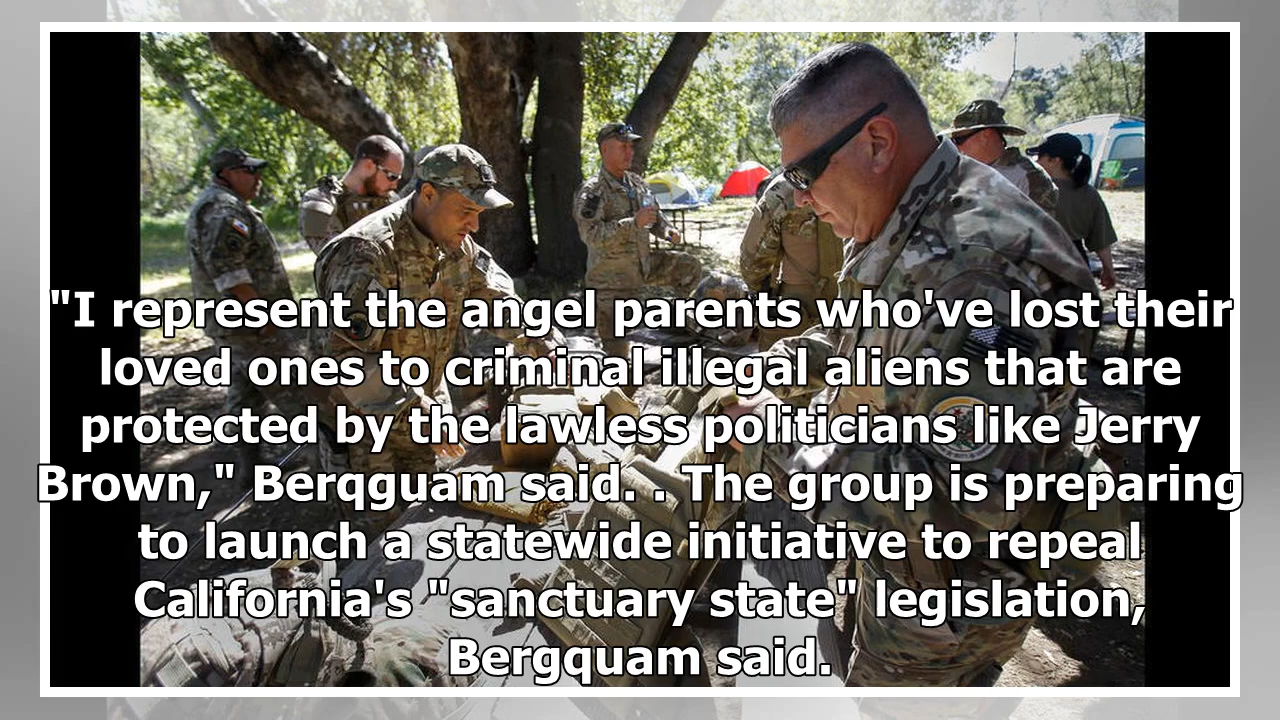 "I represent the angel parents who've lost their
loved ones to criminal illegal aliens that are
protected by the lawless politicians like Jerry
Brown," Berqguam said. . The group is preparing
to launch a statewide initiative to repeal
California's "sanctuary state" legislation,
Bergquam said.